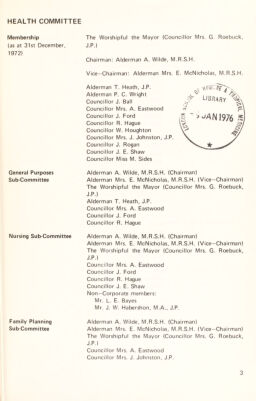 HEALTH COMMITTEE
Membership
(as at 31st December,
1972)
The Worshipful the Mayor (Councillor Mrs. G. Roebuck,
J.P.)
Chairman: Alderman A. Wilde, M.R.S.H.
Vice-Chairman: Alderman Mrs. E. McNicholas, M.R.S.H.
Alderman T. Heath, J.P.
Alderman P. C. Wright
Councillor J. Ball
Councillor Mrs. A. Eastwood
Councillor J. Ford
Councillor R. Hague
Councillor W. Houghton
Councillor Mrs. J. Johnston, J.P.
Councillor J. Rogan
Councillor J. E. Shaw
Councillor Miss M. Sides
LIBRARY
JAN 1976
General Purposes
Sub-Committee
Alderman A. Wilde, M.R.S.H. (Chairman)
Alderman Mrs. E. McNicholas, M.R.S.H. (Vice-Chairman)
The Worshipful the Mayor (Councillor Mrs. G. Roebuck,
J.P.)
Alderman T. Heath, J.P.
Councillor Mrs. A. Eastwood
Councillor J. Ford
Councillor R. Hague
Nursing Sub-Committee
Alderman A. Wilde, M.R.S.H. (Chairman)
Alderman Mrs. E. McNicholas, M.R.S.H. (Vice-Chairman)
The Worshipful the Mayor (Councillor Mrs. G. Roebuck,
J.P.)
Councillor Mrs. A. Eastwood
Councillor J. Ford
Councillor R. Hague
Councillor J. E. Shaw
Non-Corporate members:
Mr. L. E. Bayes
Mr. J. W. Habershon, M.A., J.P.
Family Planning
Sub-Committee
Alderman A. Wilde, M.R.S.H. (Chairman)
Alderman Mrs. E. McNicholas, M.R.S.H. (Vice-Chairman)
The Worshipful the Mayor (Councillor Mrs. G. Roebuck,
J.P.)
Councillor Mrs. A. Eastwood
Councillor Mrs. J. Johnston, J.P.
3